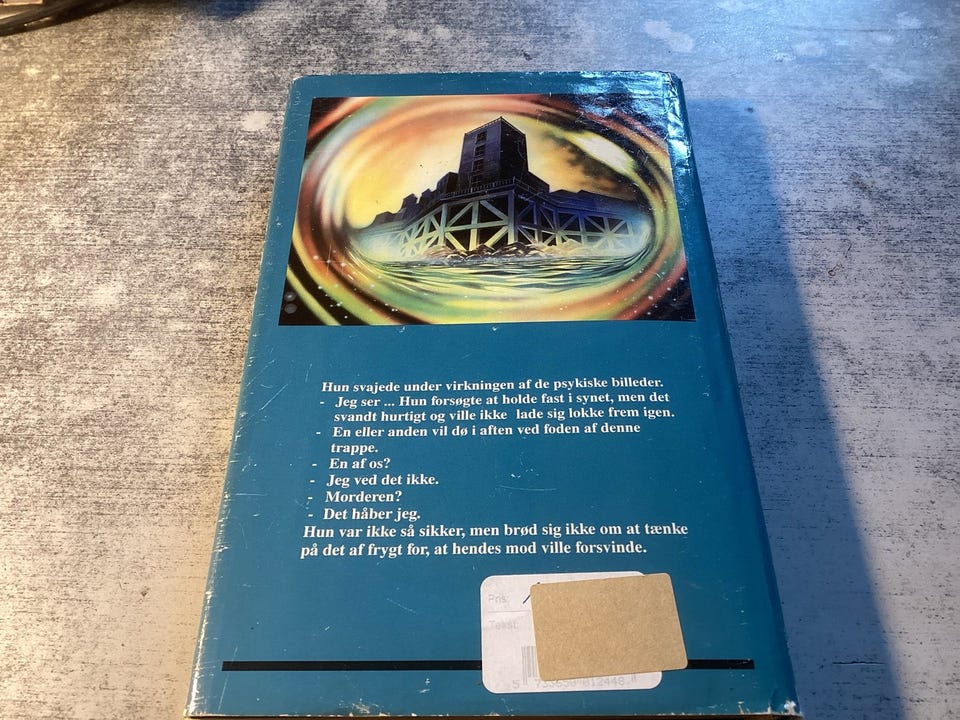 Hun svajede under virkningen af de psykiske billeder.
- Jeg ser ... Hun forsøgte at holde fast i synet, men det
svandt hurtigt og ville ikke lade sig lokke frem igen.
- En eller anden vil dø i aften ved foden af denne
trappe.
- En af os?
- Jeg ved det ikke.
- Morderen?
- Det håber jeg.
Hun var ikke så sikker, men brød sig ikke om at tænke
på det af frygt for, at hendes mod ville forsvinde.
Pris:
Tekst: